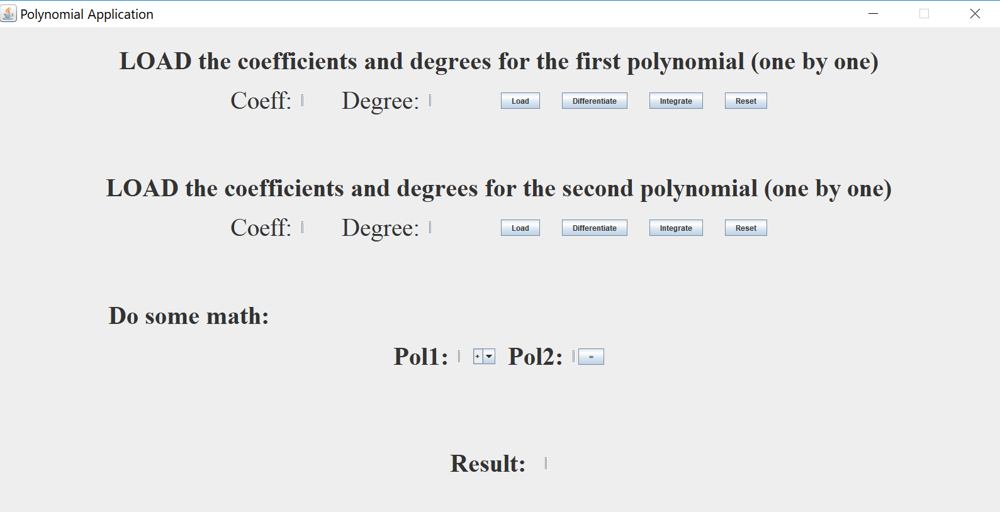 Polynomial Application
LOAD the coefficients and degrees for the first polynomial (one by one)
Coeff: Degree: Load Differentiate Integrate Reset
LOAD the coefficients and degrees for the second polynomial (one by one)
Coeff: Degree: Load Differentiate Integrate Reset
Do some math:
Pol1: + Pol2: =
Result: